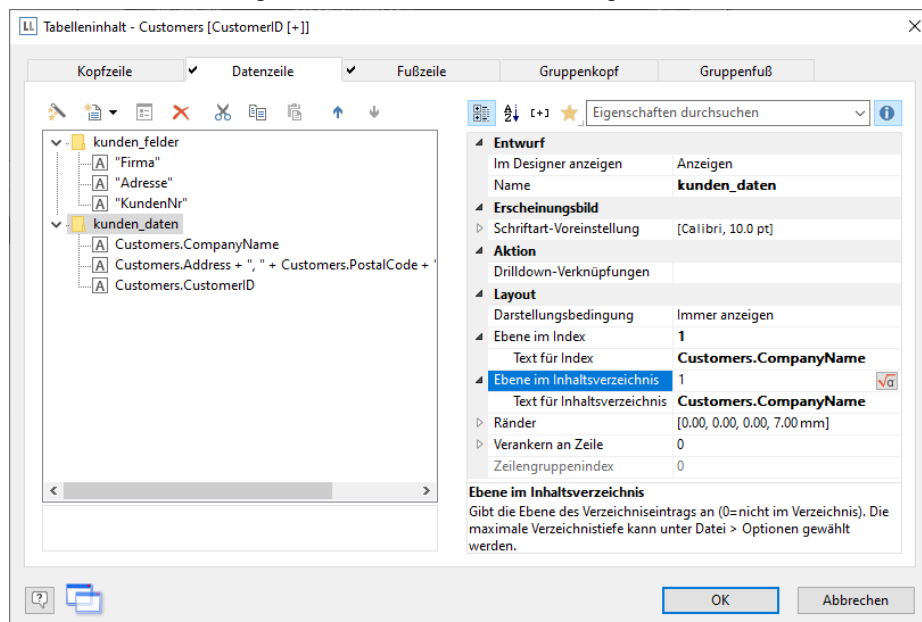 Tabelleninhalt - Customers [CustomerID [+]]
Kopfzeile
Datenzeile
Fußzeile
Gruppenkopf
Gruppenfuß
kunden_felder
"Firma"
"Adresse"
"KundenNr"
kunden_daten
Customers.CompanyName
Customers.Address + ", " + Customers.PostalCode + "
Customers.CustomerID
[+] Eigenschaften durchsuchen
Entwurf
Im Designer anzeigen Anzeigen
Name kunden_daten
Erscheinungsbild
Schriftart-Voreinstellung [Calibri, 10.0 pt]
Aktion
Drilldown-Verknüpfungen
Layout
Darstellungsbedingung Immer anzeigen
Ebene im Index 1
Text für Index Customers.CompanyName
Ebene im Inhaltsverzeichnis 1
Text für Inhaltsverzeichnis Customers.CompanyName
Ränder [0.00, 0.00, 0.00, 7.00 mm]
Verankern an Zeile 0
Zeilengruppenindex 0
Ebene im Inhaltsverzeichnis
Gibt die Ebene des Verzeichniseintrags an (0=nicht im Verzeichnis). Die
maximale Verzeichnistiefe kann unter Datei > Optionen gewählt
werden.
OK
Abbrechen